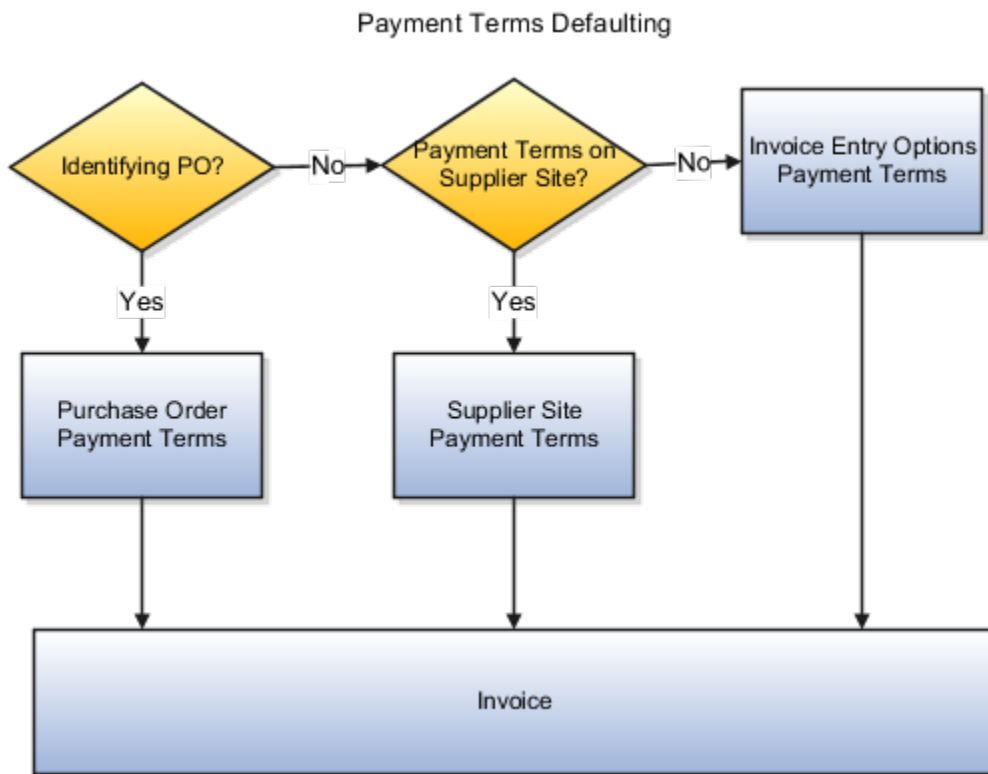 Payment Terms Defaulting
Identifying PO?
No
Payment Terms on
Supplier Site?
No
Invoice Entry Options
Payment Terms
Yes
Yes
Purchase Order
Payment Terms
Supplier Site
Payment Terms
Invoice